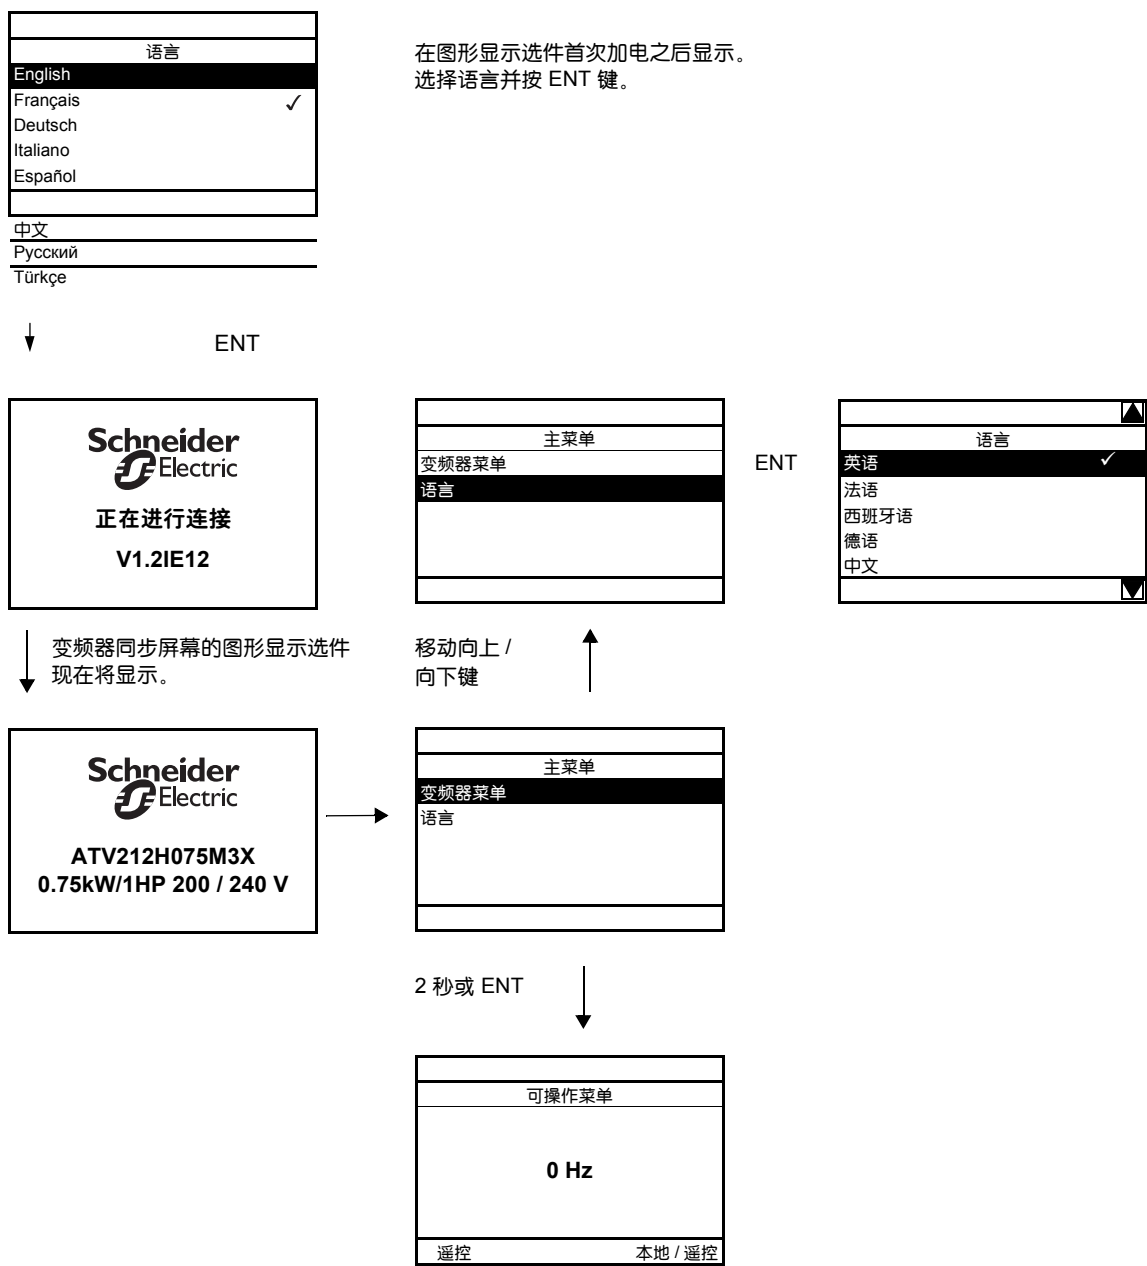 语言
English
Français ✓
Deutsch
Italiano
Español
中文
Русский
Türkçe
在图形显示选件首次加电之后显示。
选择语言并按 ENT 键。
ENT
Schneider
Electric
正在进行连接
V1.2IE12
主菜单
变频器菜单
语言
ENT
语言
英语 ✓
法语
西班牙语
德语
中文
变频器同步屏幕的图形显示选件
现在将显示。
移动向上 /
向下键
Schneider
Electric
ATV212H075M3X
0.75kW/1HP 200 / 240 V
主菜单
变频器菜单
语言
2 秒或 ENT
可操作菜单
0 Hz
遥控 本地 / 遥控